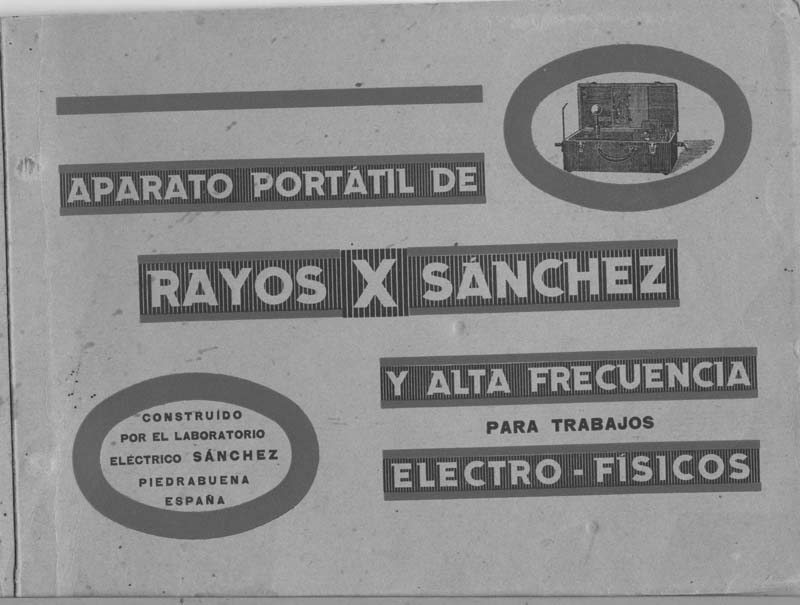 APARATO PORTÁTIL DE
RAYOS X SÁNCHEZ
Y ALTA FRECUENCIA
PARA TRABAJOS
ELECTRO-FÍSICOS
CONSTRUÍDO
POR EL LABORATORIO
ELÉCTRICO SÁNCHEZ
PIEDRABUENA
ESPAÑA